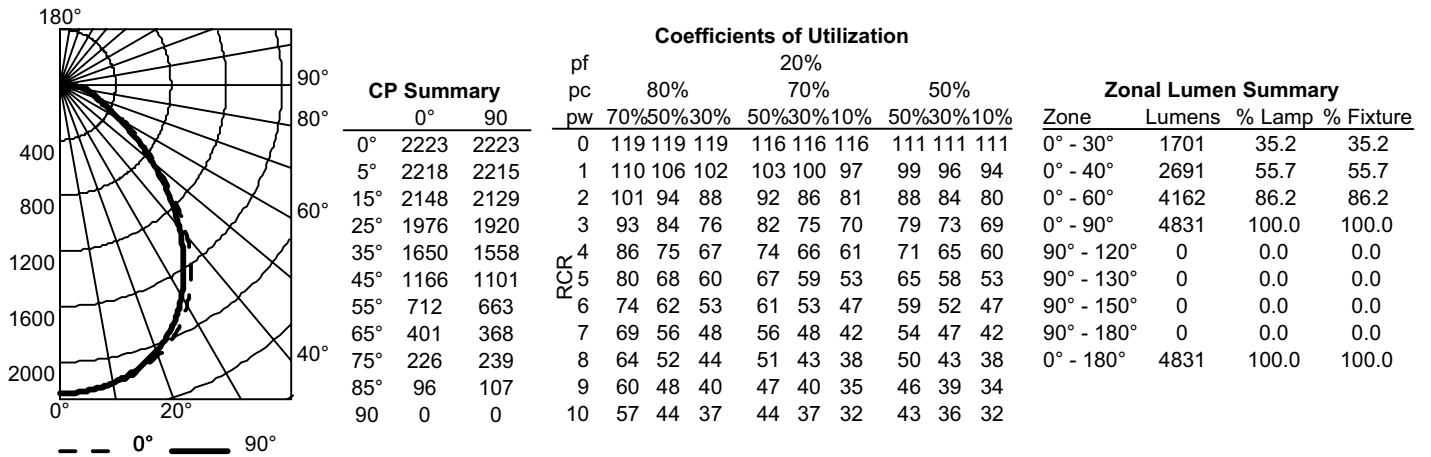 180°
90°
80°
60°
40°
400
800
1200
1600
2000
0° 20°
0° 90°
CP Summary
0° 90
0° 2223 2223
5° 2218 2215
15° 2148 2129
25° 1976 1920
35° 1650 1558
45° 1166 1101
55° 712 663
65° 401 368
75° 226 239
85° 96 107
90 0 0
Coefficients of Utilization
pf 20%
pc 80% 70% 50%
pw 70%50%30% 50%30%10% 50%30%10%
RCR
0 119 119 119 116 116 116 111 111 111
1 110 106 102 103 100 97 99 96 94
2 101 94 88 92 86 81 88 84 80
3 93 84 76 82 75 70 79 73 69
4 86 75 67 74 66 61 71 65 60
5 80 68 60 67 59 53 65 58 53
6 74 62 53 61 53 47 59 52 47
7 69 56 48 56 48 42 54 47 42
8 64 52 44 51 43 38 50 43 38
9 60 48 40 47 40 35 46 39 34
10 57 44 37 44 37 32 43 36 32
Zonal Lumen Summary
Zone Lumens % Lamp % Fixture
0° - 30° 1701 35.2 35.2
0° - 40° 2691 55.7 55.7
0° - 60° 4162 86.2 86.2
0° - 90° 4831 100.0 100.0
90° - 120° 0 0.0 0.0
90° - 130° 0 0.0 0.0
90° - 150° 0 0.0 0.0
90° - 180° 0 0.0 0.0
0° - 180° 4831 100.0 100.0